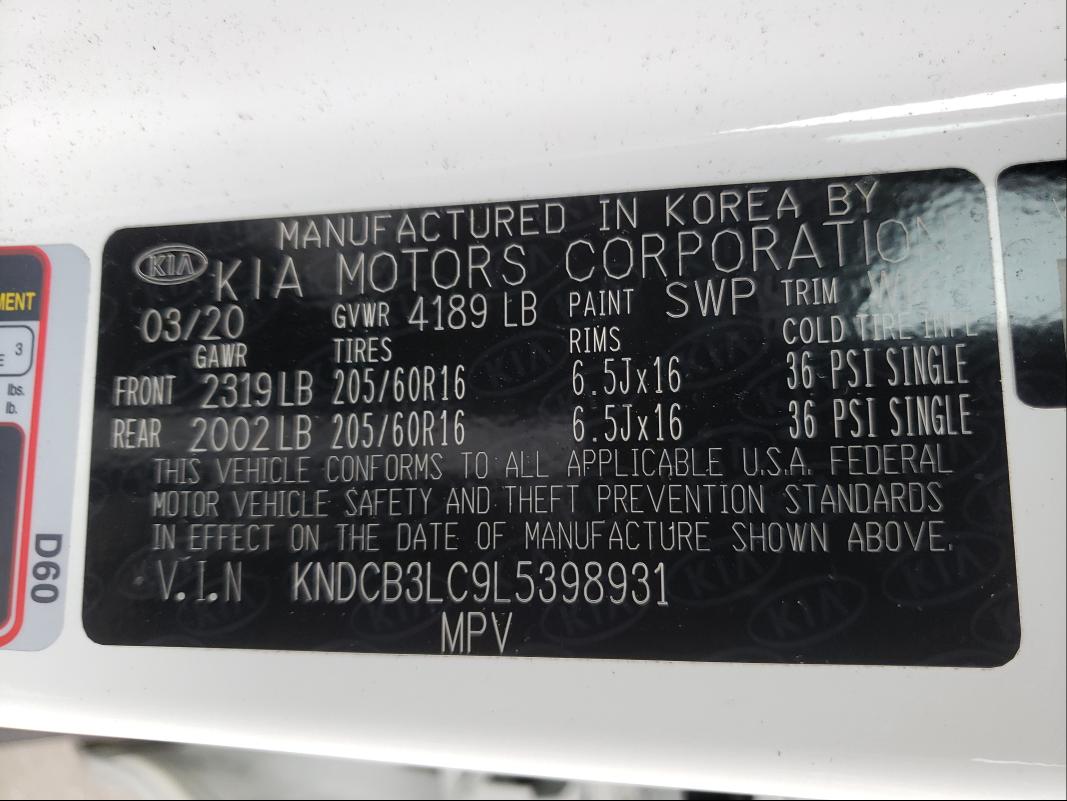 MANUFACTURED IN KOREA BY
KIA KIA MOTORS CORPORATION
03/20 GVWR 4189 LB PAINT SWP TRIM
GAWR TIRES RIMS COLD TIRE INFL
FRONT 2319 LB 205/60R16 6.5Jx16 36 PSI SINGLE
REAR 2002 LB 205/60R16 6.5Jx16 36 PSI SINGLE
THIS VEHICLE CONFORMS TO ALL APPLICABLE U.S.A. FEDERAL
MOTOR VEHICLE SAFETY AND THEFT PREVENTION STANDARDS
IN EFFECT ON THE DATE OF MANUFACTURE SHOWN ABOVE.
V.I.N KNDCB3LC9L5398931
MPV
3
lbs.
lb.
D60